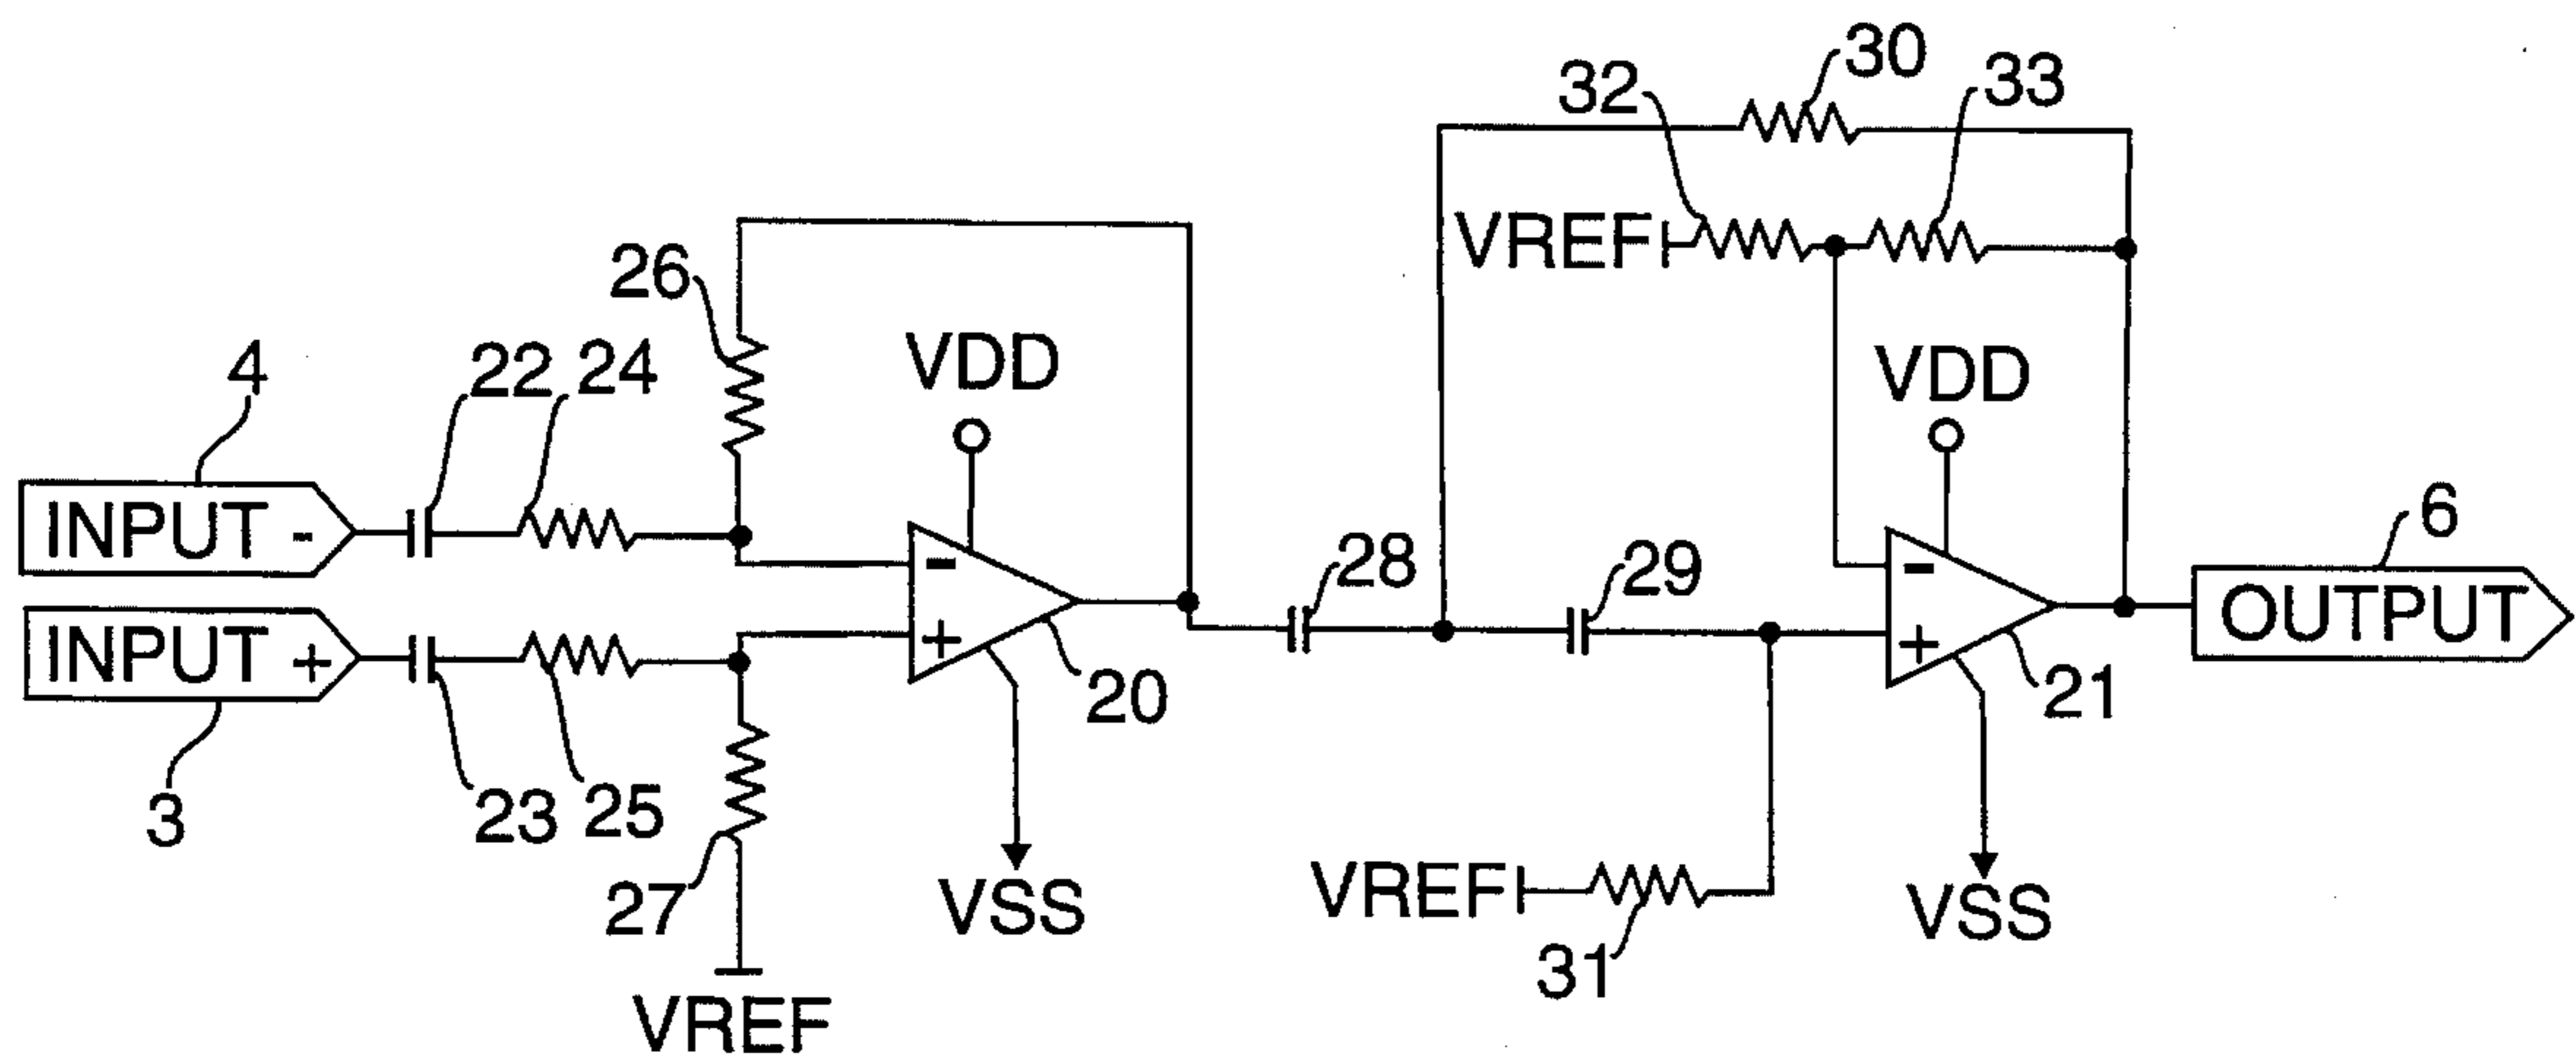 30
32
33
VREF
26
VDD
VDD
4
22
24
INPUT -
28
29
6
INPUT +
-
+
-
+
OUTPUT
20
21
3
23
25
27
VSS
VREF
31
VSS
VREF